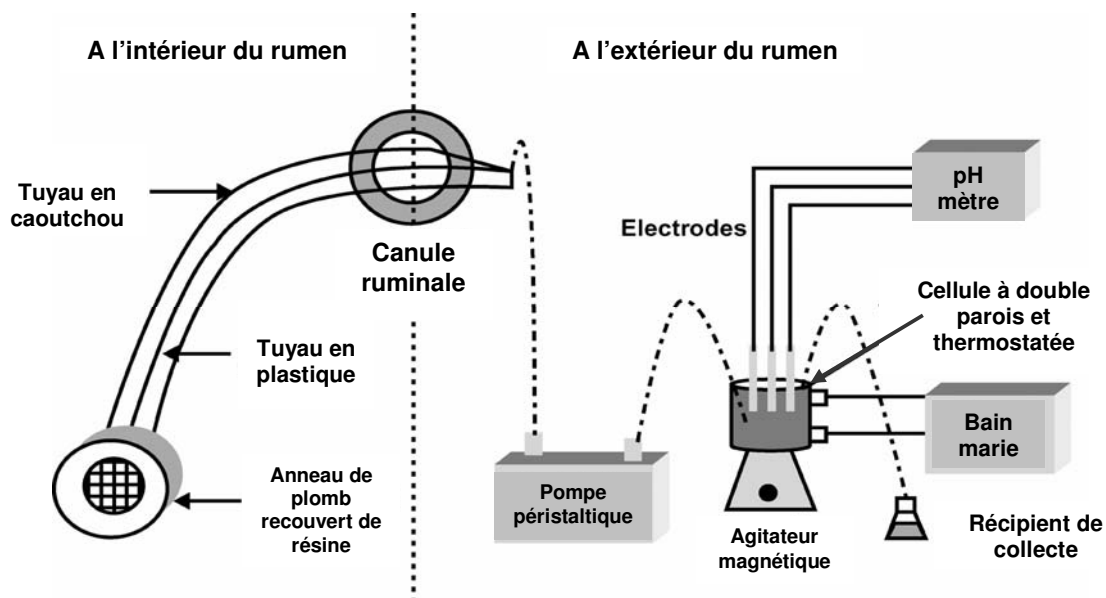 A l'intérieur du rumen
A l'extérieur du rumen
Tuyau en
caoutchou
Canule
ruminale
Tuyau en
plastique
Anneau de
plomb
recouvert de
résine
Electrodes
pH
mètre
Cellule à double
parois et
thermostatée
Bain
marie
Pompe
péristaltique
Agitateur
magnétique
Récipient de
collecte